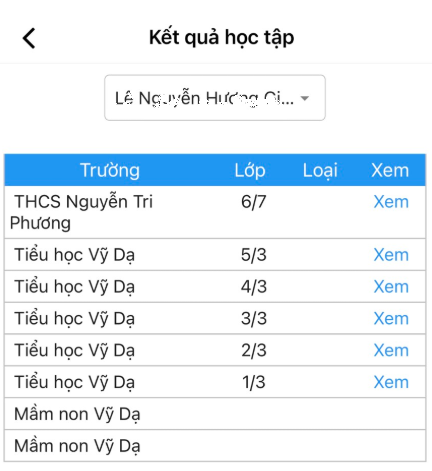 Kết quả học tập
Lê Nguyễn Hương Gi...
Trường Lớp Loại Xem
THCS Nguyễn Tri 6/7 Xem
Phương
Tiểu học Vỹ Dạ 5/3 Xem
Tiểu học Vỹ Dạ 4/3 Xem
Tiểu học Vỹ Dạ 3/3 Xem
Tiểu học Vỹ Dạ 2/3 Xem
Tiểu học Vỹ Dạ 1/3 Xem
Mầm non Vỹ Dạ
Mầm non Vỹ Dạ